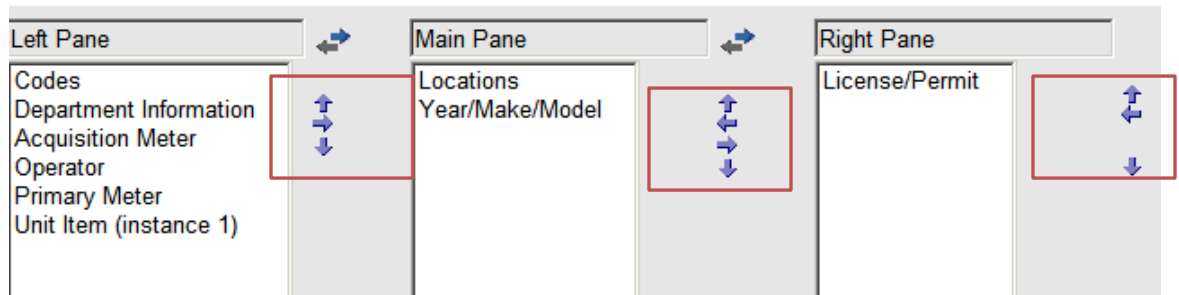 Left Pane
Main Pane
Right Pane
Codes
Department Information
Acquisition Meter
Operator
Primary Meter
Unit Item (instance 1)
Locations
Year/Make/Model
License/Permit